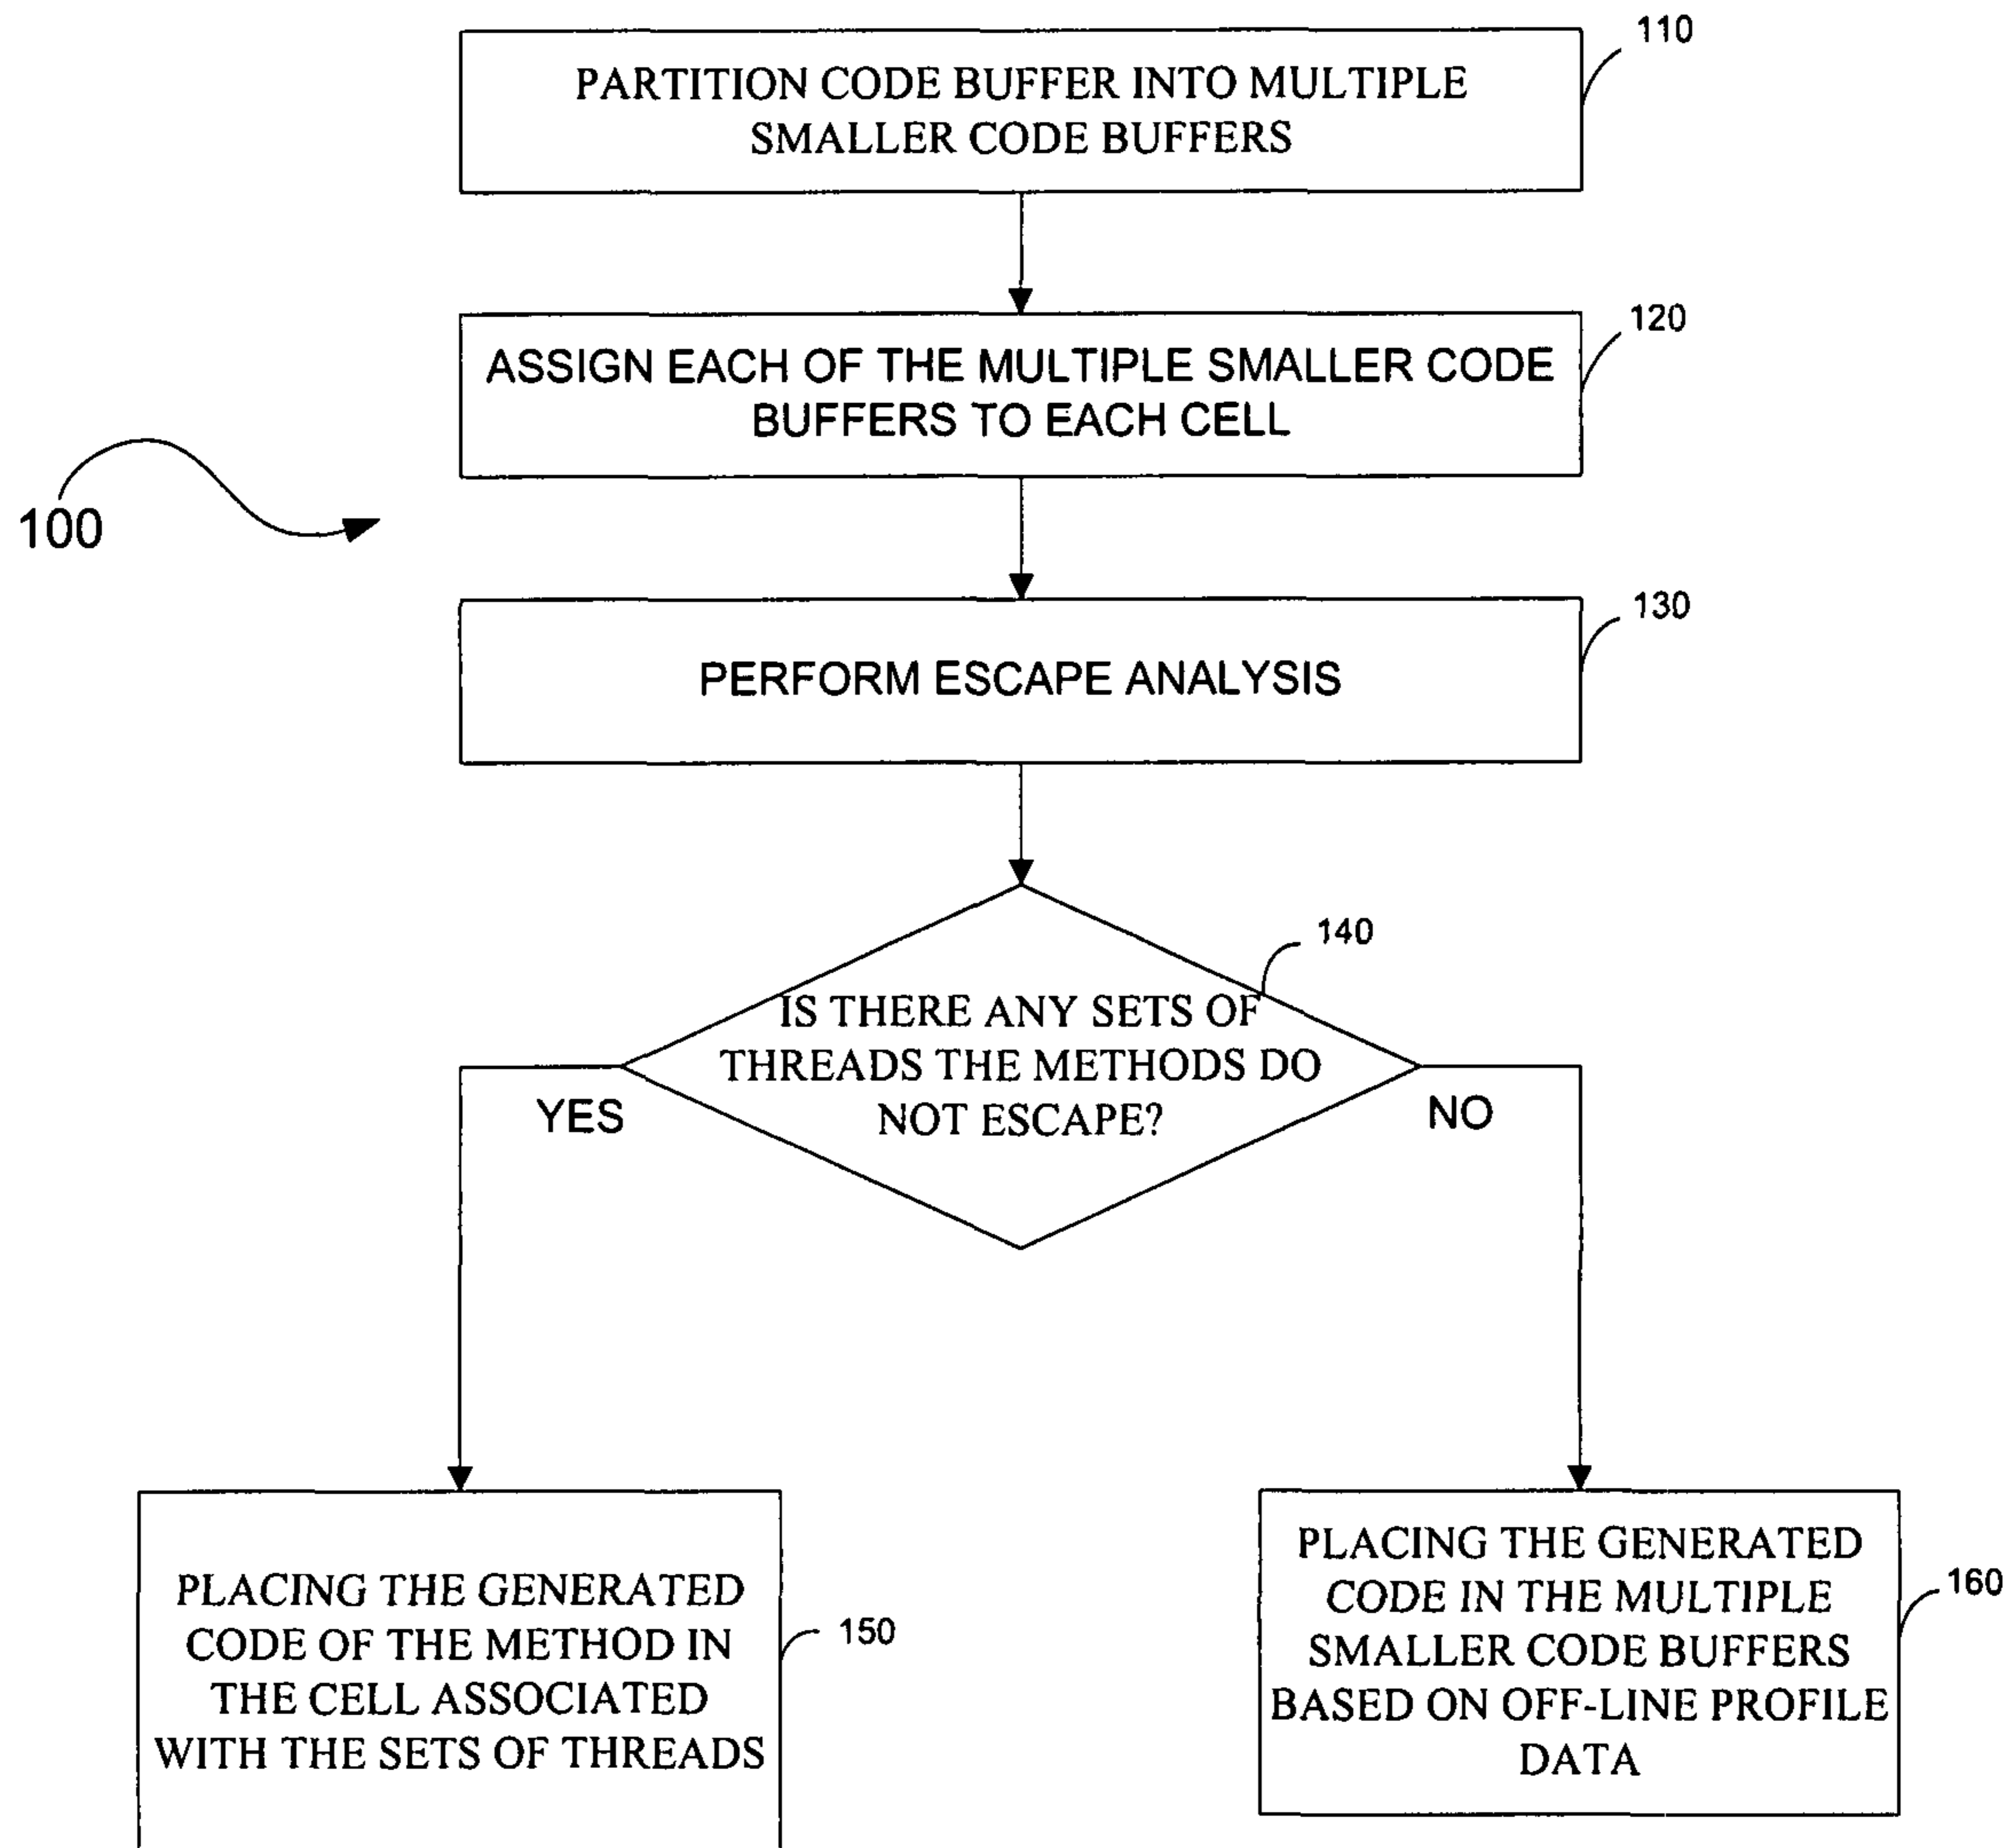 110
PARTITION CODE BUFFER INTO MULTIPLE
SMALLER CODE BUFFERS
120
ASSIGN EACH OF THE MULTIPLE SMALLER CODE
BUFFERS TO EACH CELL
100
130
PERFORM ESCAPE ANALYSIS
140
IS THERE ANY SETS OF
THREADS THE METHODS DO
NOT ESCAPE?
YES
NO
PLACING THE GENERATED
CODE OF THE METHOD IN
THE CELL ASSOCIATED
WITH THE SETS OF THREADS
150
PLACING THE GENERATED
CODE IN THE MULTIPLE
SMALLER CODE BUFFERS
BASED ON OFF-LINE PROFILE
DATA
160